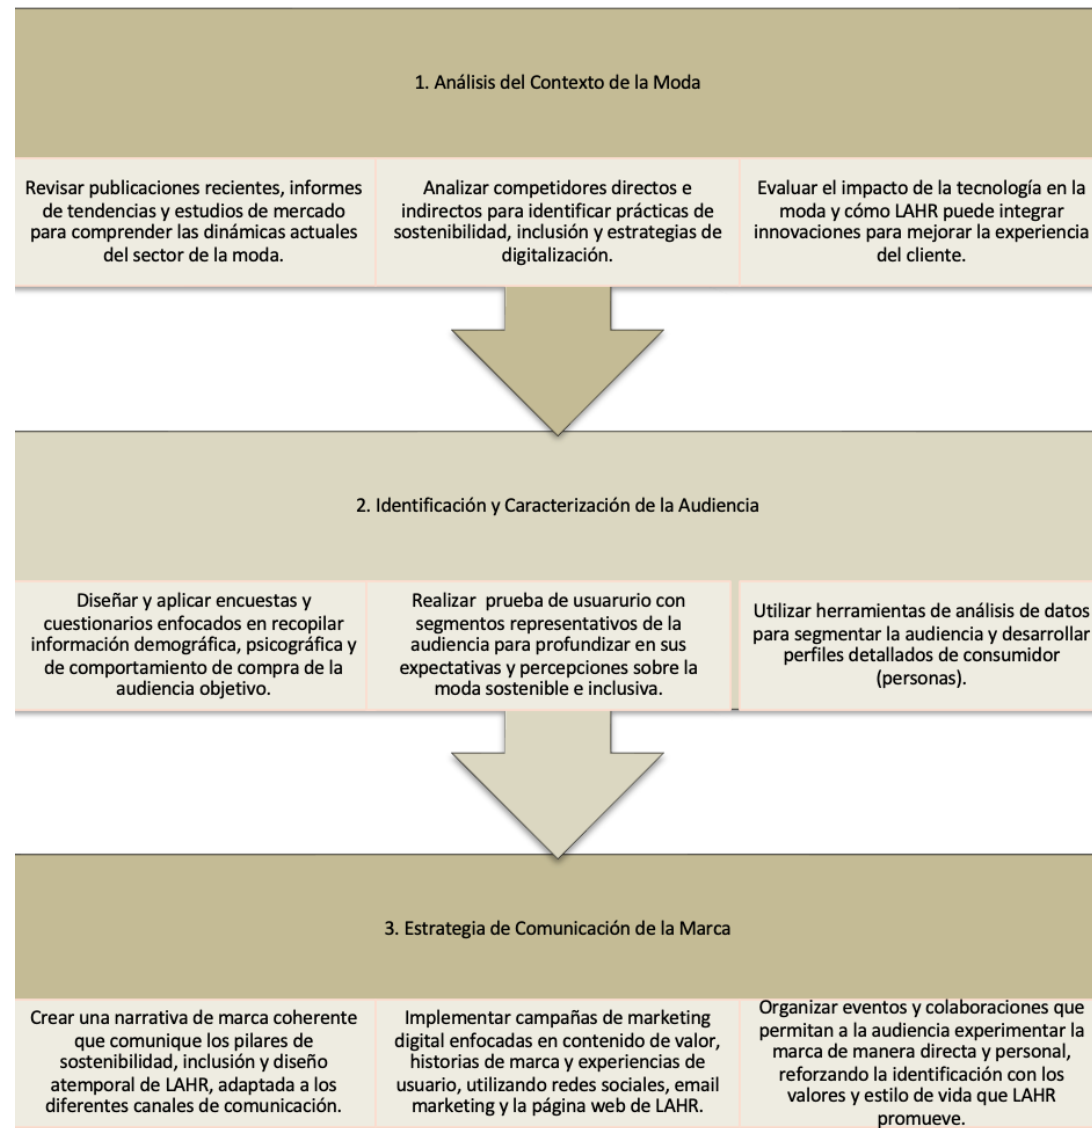 1. Análisis del Contexto de la Moda
Revisar publicaciones recientes, informes
de tendencias y estudios de mercado
para comprender las dinámicas actuales
del sector de la moda.
Analizar competidores directos e
indirectos para identificar prácticas de
sostenibilidad, inclusión y estrategias de
digitalización.
Evaluar el impacto de la tecnología en la
moda y cómo LAHR puede integrar
innovaciones para mejorar la experiencia
del cliente.
2. Identificación y Caracterización de la Audiencia
Diseñar y aplicar encuestas y
cuestionarios enfocados en recopilar
información demográfica, psicográfica y
de comportamiento de compra de la
audiencia objetivo.
Realizar prueba de usuarurio con
segmentos representativos de la
audiencia para profundizar en sus
expectativas y percepciones sobre la
moda sostenible e inclusiva.
Utilizar herramientas de análisis de datos
para segmentar la audiencia y desarrollar
perfiles detallados de consumidor
(personas).
3. Estrategia de Comunicación de la Marca
Crear una narrativa de marca coherente
que comunique los pilares de
sostenibilidad, inclusión y diseño
atemporal de LAHR, adaptada a los
diferentes canales de comunicación.
Implementar campañas de marketing
digital enfocadas en contenido de valor,
historias de marca y experiencias de
usuario, utilizando redes sociales, email
marketing y la página web de LAHR.
Organizar eventos y colaboraciones que
permitan a la audiencia experimentar la
marca de manera directa y personal,
reforzando la identificación con los
valores y estilo de vida que LAHR
promueve.